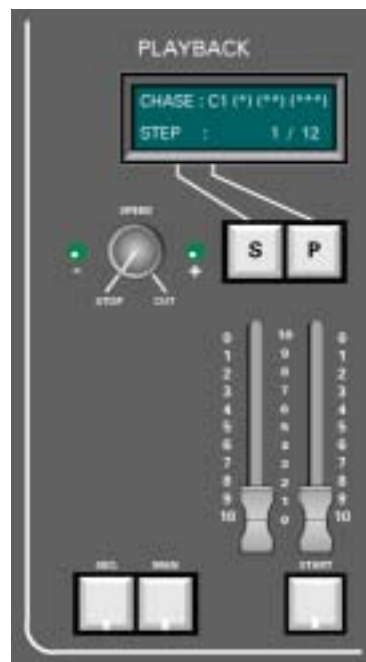 PLAYBACK
CHASE : C1 (*) (**) (***)
STEP : 1 / 12
SPEED
- +
STOP CUT
S P
0 10 0
1 9 1
2 8 2
3 7 3
4 6 4
5 5 5
6 4 6
7 3 7
8 2 8
9 1 9
10 0 10
SEQ. MAN START